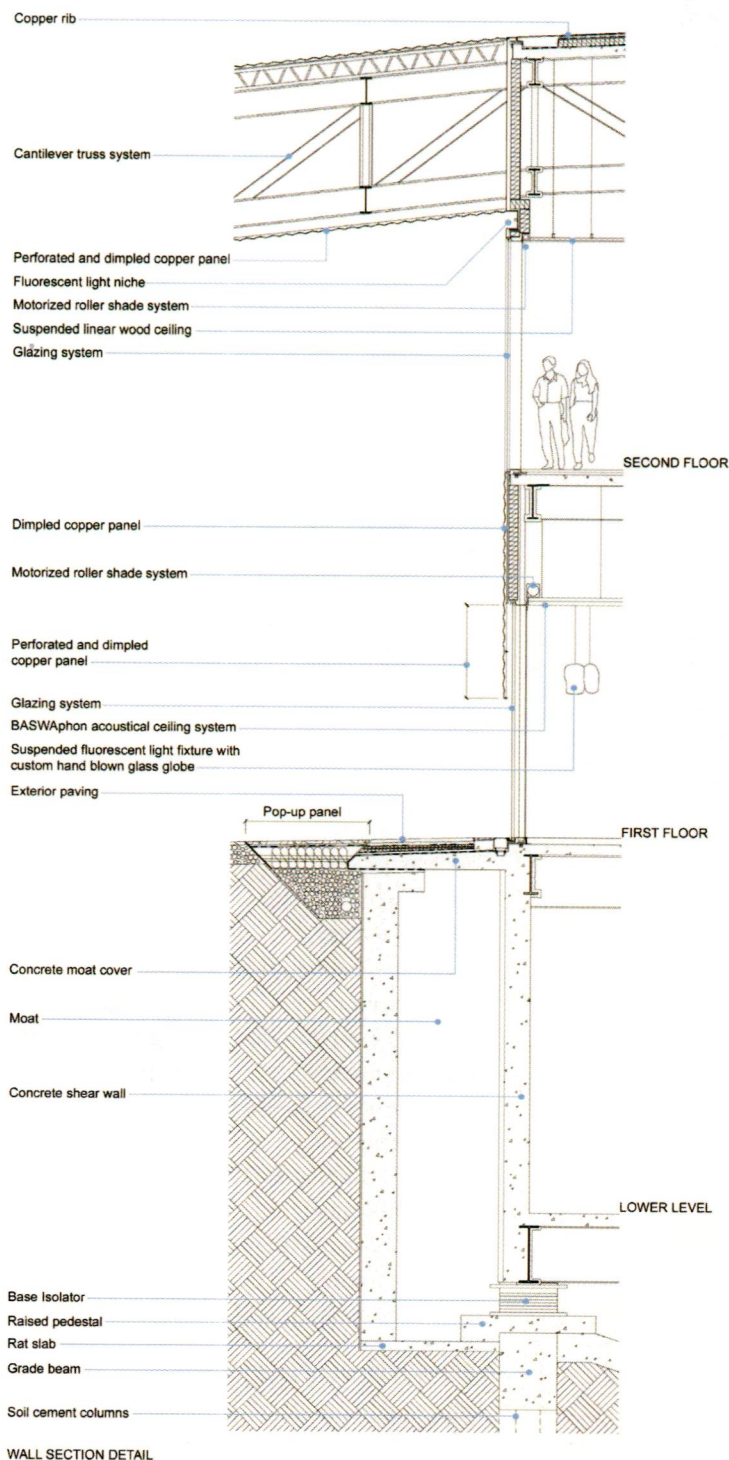 Copper rib
Cantilever truss system
Perforated and dimpled copper panel
Fluorescent light niche
Motorized roller shade system
Suspended linear wood ceiling
Glazing system
SECOND FLOOR
Dimpled copper panel
Motorized roller shade system
Perforated and dimpled
copper panel
Glazing system
BASWAphon acoustical ceiling system
Suspended fluorescent light fixture with
custom hand blown glass globe
Exterior paving
Pop-up panel
FIRST FLOOR
Concrete moat cover
Moat
Concrete shear wall
LOWER LEVEL
Base Isolator
Raised pedestal
Rat slab
Grade beam
Soil cement columns
WALL SECTION DETAIL